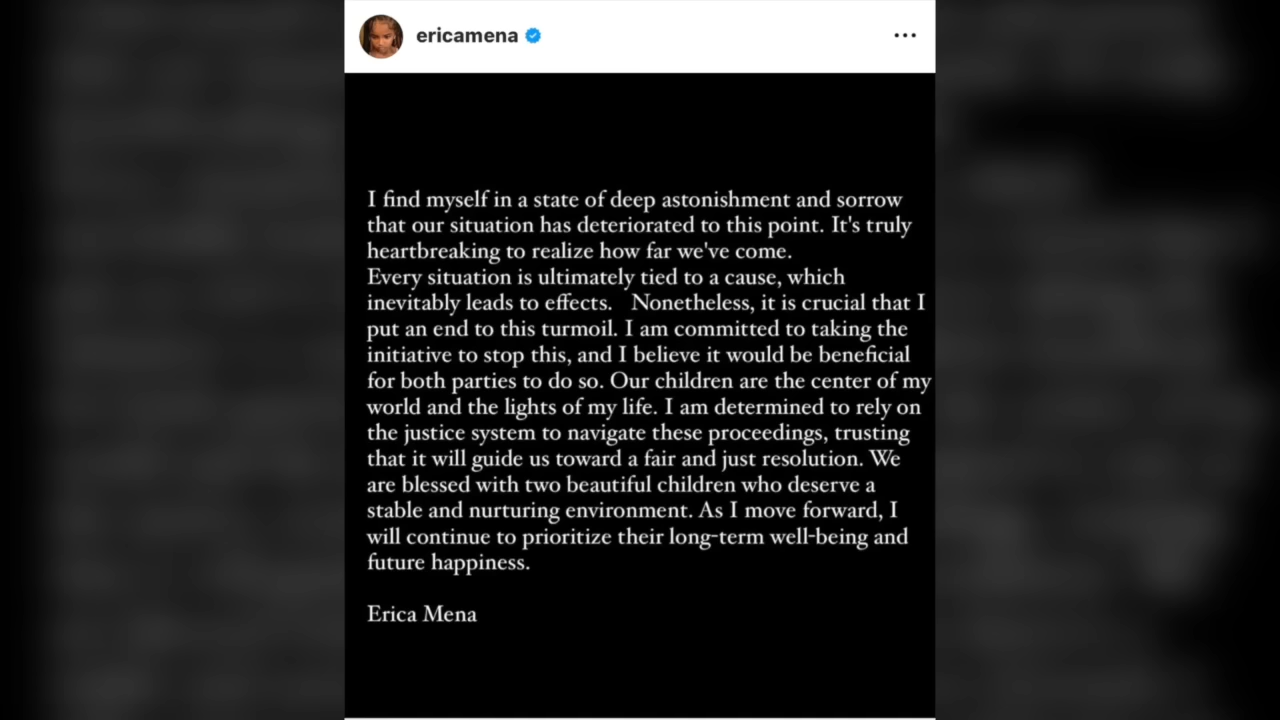 ericamena
I find myself in a state of deep astonishment and sorrow
that our situation has deteriorated to this point. It's truly
heartbreaking to realize how far we've come.
Every situation is ultimately tied to a cause, which
inevitably leads to effects.   Nonetheless, it is crucial that I
put an end to this turmoil. I am committed to taking the
initiative to stop this, and I believe it would be beneficial
for both parties to do so. Our children are the center of my
world and the lights of my life. I am determined to rely on
the justice system to navigate these proceedings, trusting
that it will guide us toward a fair and just resolution. We
are blessed with two beautiful children who deserve a
stable and nurturing environment. As I move forward, I
will continue to prioritize their long-term well-being and
future happiness.
Erica Mena